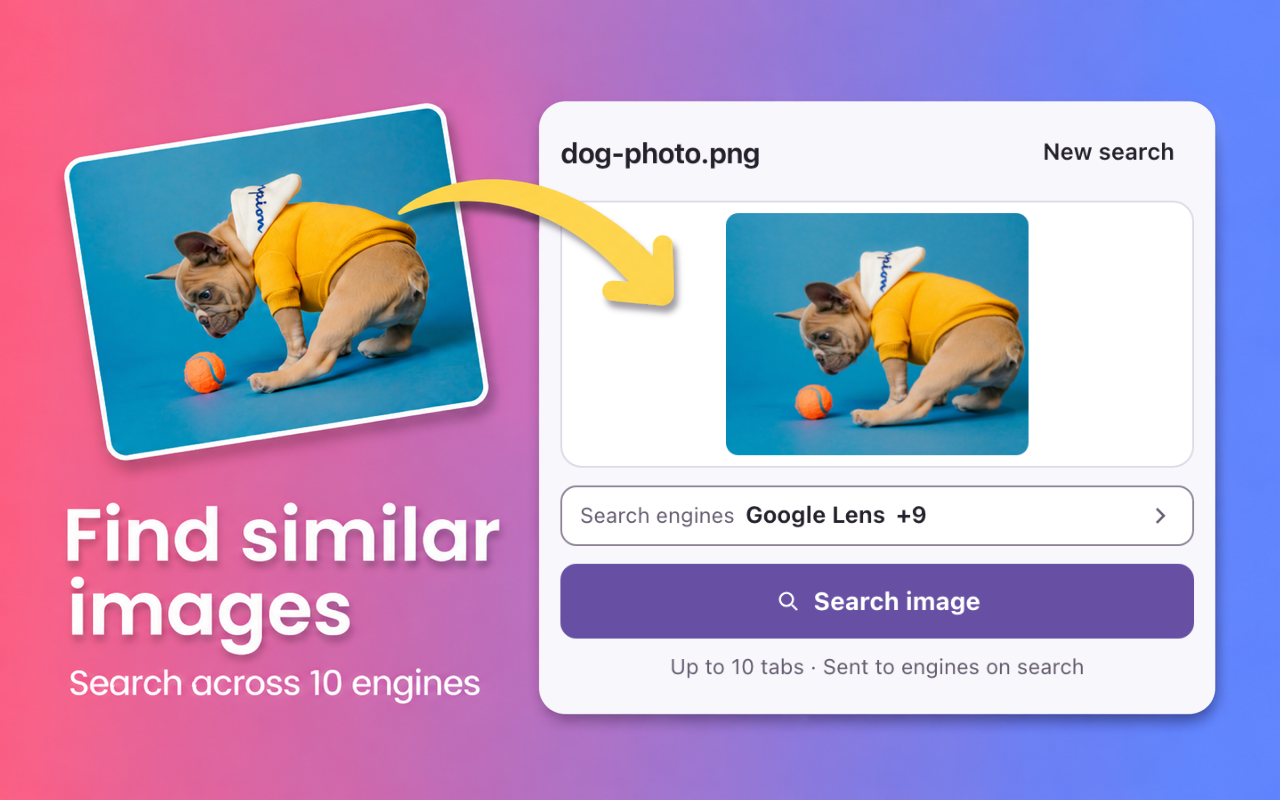 Find similar
images
Search across 10 engines
dog-photo.png
New search
Search engines Google Lens +9
Search image
Up to 10 tabs · Sent to engines on search